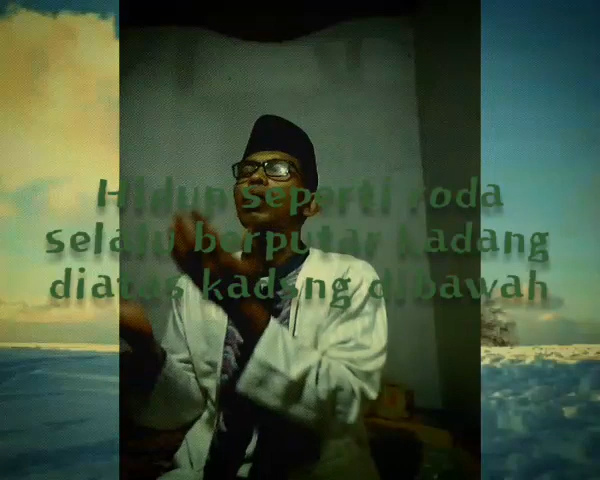 Hidup seperti roda
selalu berputar kadang
diatas kadang dibawah